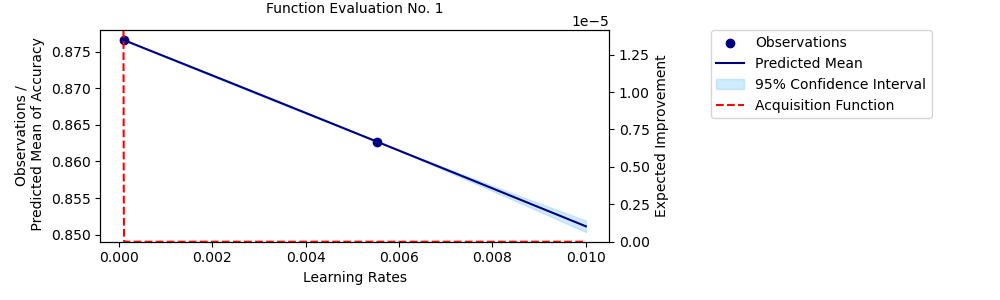 Function Evaluation No. 1
1e−5
0.875
0.870
0.865
0.860
0.855
0.850
Observations /
Predicted Mean of Accuracy
0.000
0.002
0.004
0.006
0.008
0.010
Learning Rates
1.25
1.00
0.75
0.50
0.25
0.00
Expected Improvement
Observations
Predicted Mean
95% Confidence Interval
Acquisition Function